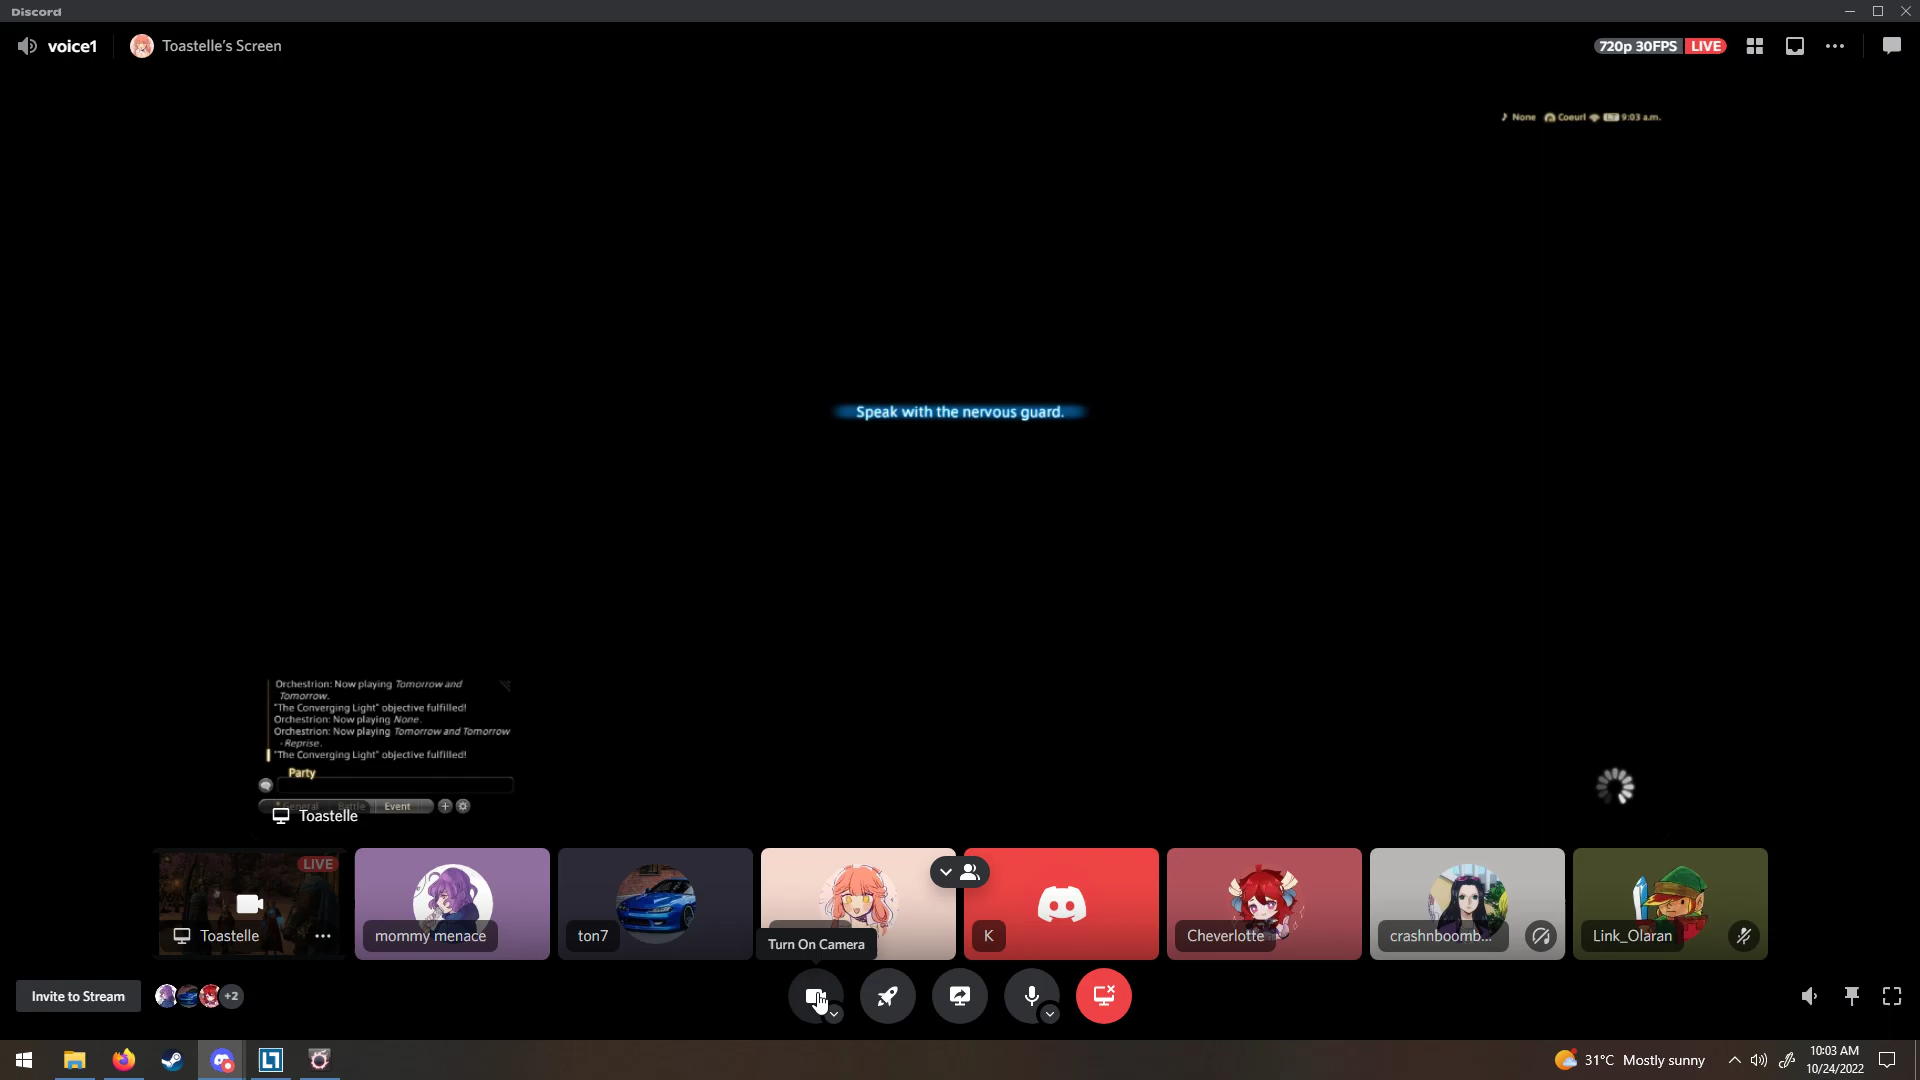 Discord
voice1
Toastelle's Screen
720p 30FPS LIVE
None Coeurl LT 9:03 a.m.
Speak with the nervous guard.
Orchestrion: Now playing Tomorrow and
Tomorrow.
"The Converging Light" objective fulfilled!
Orchestrion: Now playing None.
Orchestrion: Now playing Tomorrow and Tomorrow
- Reprise.
"The Converging Light" objective fulfilled!
Party
General Battle Event
Toastelle
LIVE
Toastelle
mommy menace
ton7
K
Cheverlotte
crashnboomb...
Link_Olaran
Turn On Camera
Invite to Stream
+2
31°C Mostly sunny
10:03 AM
10/24/2022